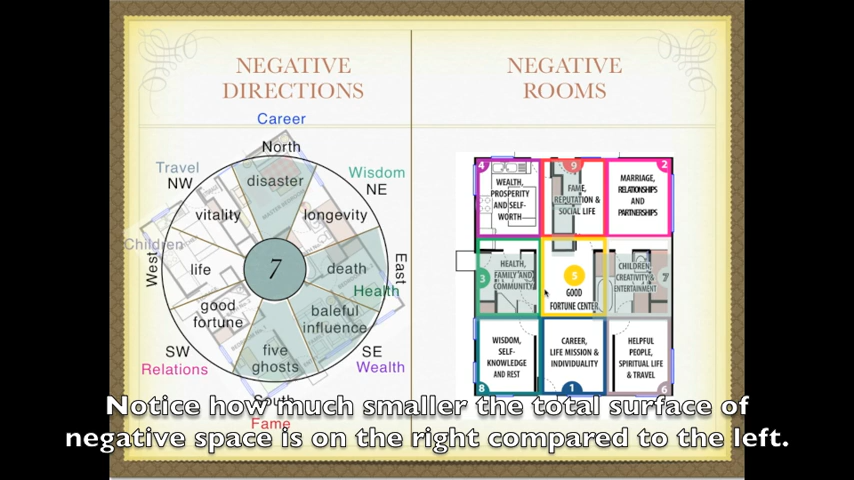 NEGATIVE
DIRECTIONS
NEGATIVE
ROOMS
Career
North
Travel
NW
Wisdom
NE
disaster
vitality
longevity
Children
West
life
7
death
East
Health
good
fortune
baleful
influence
five
ghosts
SW
Relations
SE
Wealth
South
Fame
4
WEALTH,
PROSPERITY
AND SELF-
WORTH
9
FAME,
REPUTATION &
SOCIAL LIFE
2
MARRIAGE,
RELATIONSHIPS
AND
PARTNERSHIPS
3
HEALTH,
FAMILY AND
COMMUNITY
5
GOOD
FORTUNE CENTER
CHILDREN,
CREATIVITY &
ENTERTAINMENT
7
WISDOM,
SELF-
KNOWLEDGE
AND REST
8
CAREER,
LIFE MISSION &
INDIVIDUALITY
1
HELPFUL
PEOPLE,
SPIRITUAL LIFE
& TRAVEL
6
Notice how much smaller the total surface of
negative space is on the right compared to the left.